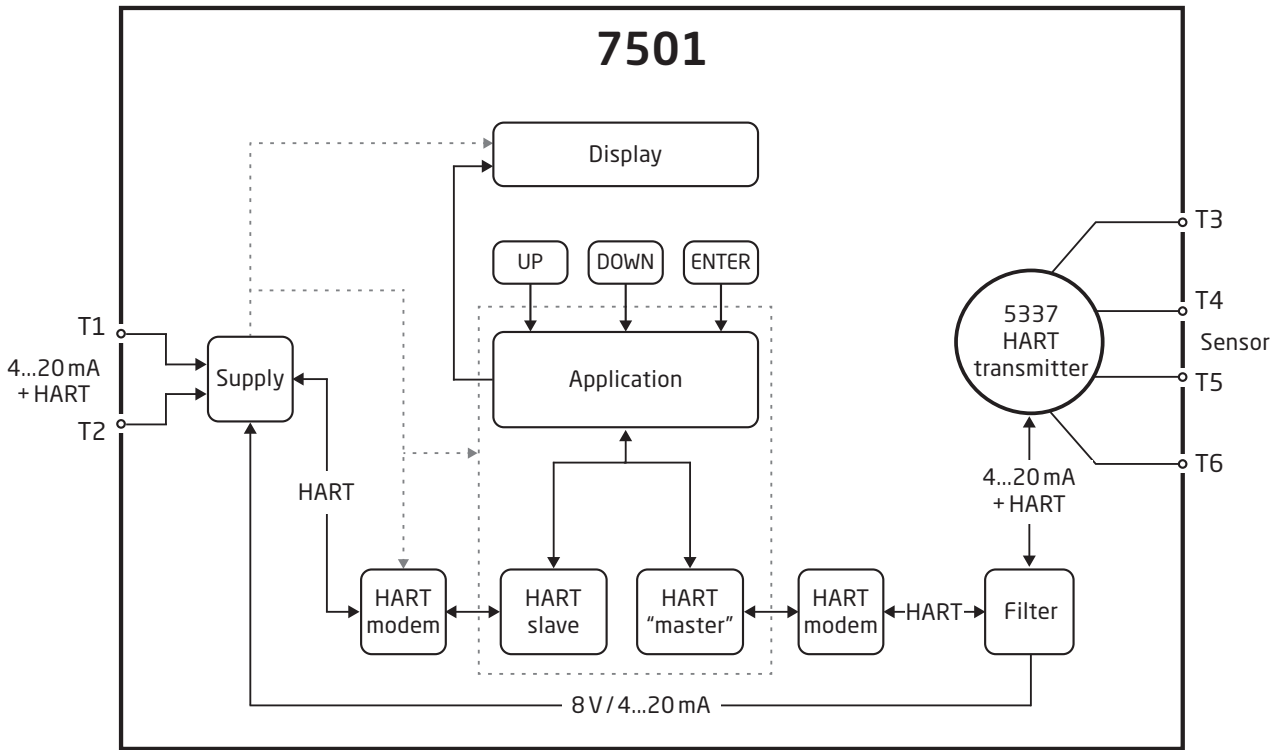 7501
Display
UP
DOWN
ENTER
T3
T4
5337
HART
transmitter
Sensor
T5
T6
T1
4...20 mA
+ HART
T2
Supply
Application
HART
4...20 mA
+ HART
HART
modem
HART
slave
HART
“master”
HART
modem
HART
Filter
8 V / 4...20 mA